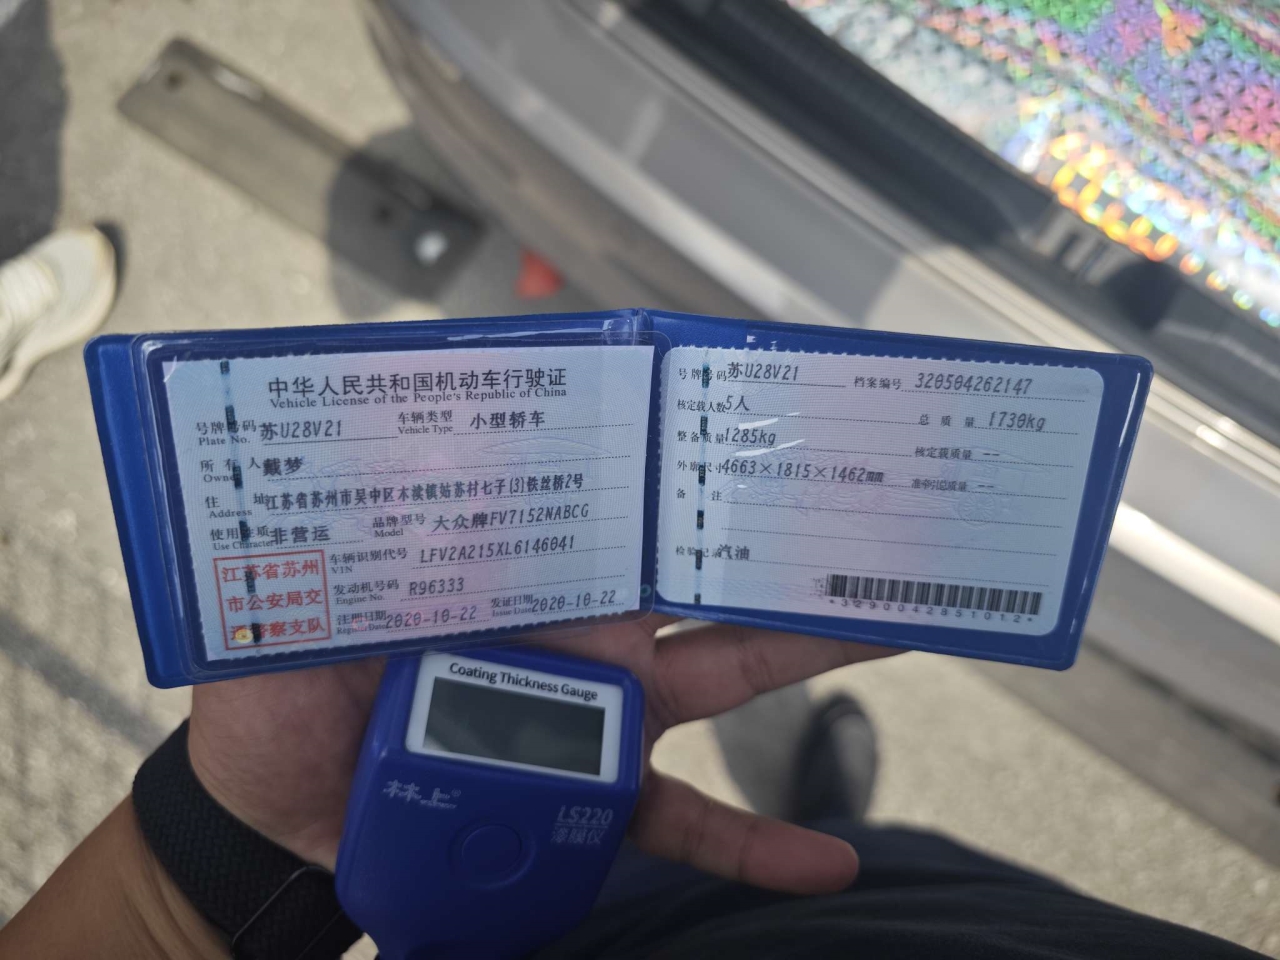 中华人民共和国机动车行驶证
Vehicle License of the People's Republic of China
号牌号码 苏U28V21 车辆类型 小型轿车
Plate No. Vehicle Type
所有人 戴梦
Owner
住址 江苏省苏州市吴中区木渎镇姑苏村七子(3)铁丝桥2号
Address
使用性质 非营运 品牌型号 大众牌FV7152NABCG
Use Character Model
江苏省苏州
市公安局交
通警察支队
车辆识别代号 LFV2A215XL6146041
VIN
发动机号码 R96333
Engine No.
注册日期 2020-10-22 发证日期 2020-10-22
Register Date Issue Date
号牌号码 苏U28V21 档案编号 320504262147
核定载人数 5人 总质量 1730kg
整备质量 1285kg 核定载质量 --
外廓尺寸 4663×1815×1462mm 准牵引总质量 --
备注
检验记录 汽油
*3290042851012*
Coating Thickness Gauge
林上
LS220
漆膜仪